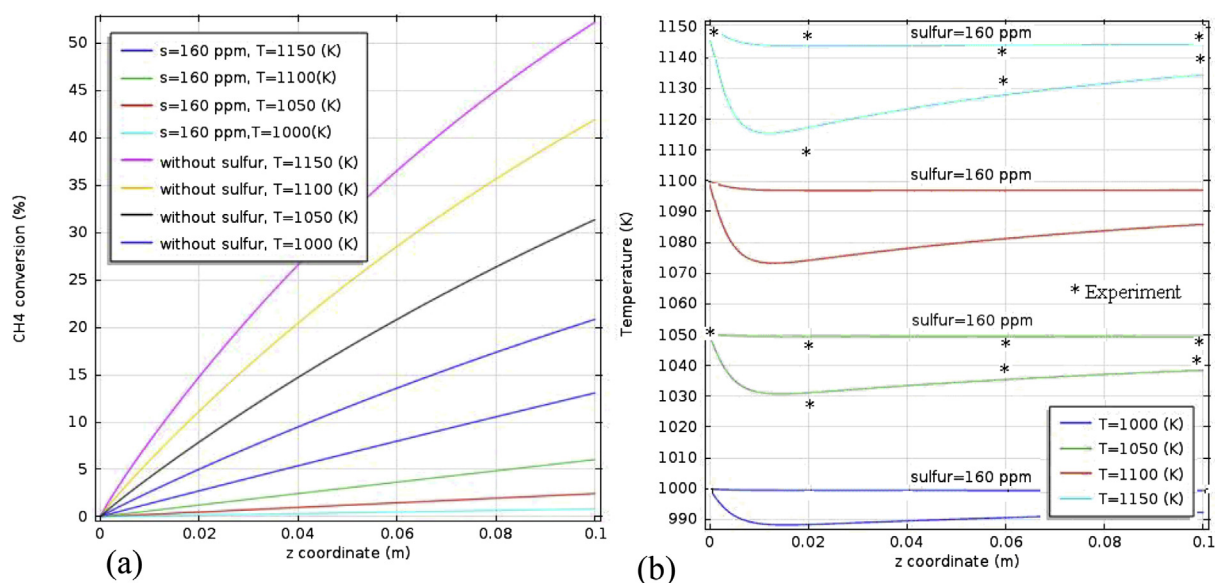 CH4 conversion (%)
50
45
40
35
30
25
20
15
10
5
0
s=160 ppm, T=1150 (K)
s=160 ppm, T=1100(K)
s=160 ppm, T=1050 (K)
s=160 ppm,T=1000(K)
without sulfur, T=1150 (K)
without sulfur, T=1100 (K)
without sulfur, T=1050 (K)
without sulfur, T=1000 (K)
0 0.02 0.04 0.06 0.08 0.1
z coordinate (m)
(a)
Temperature (K)
1150
1140
1130
1120
1110
1100
1090
1080
1070
1060
1050
1040
1030
1020
1010
1000
990
sulfur=160 ppm
sulfur=160 ppm
* Experiment
sulfur=160 ppm
sulfur=160 ppm
T=1000 (K)
T=1050 (K)
T=1100 (K)
T=1150 (K)
0 0.02 0.04 0.06 0.08 0.1
z coordinate (m)
(b)